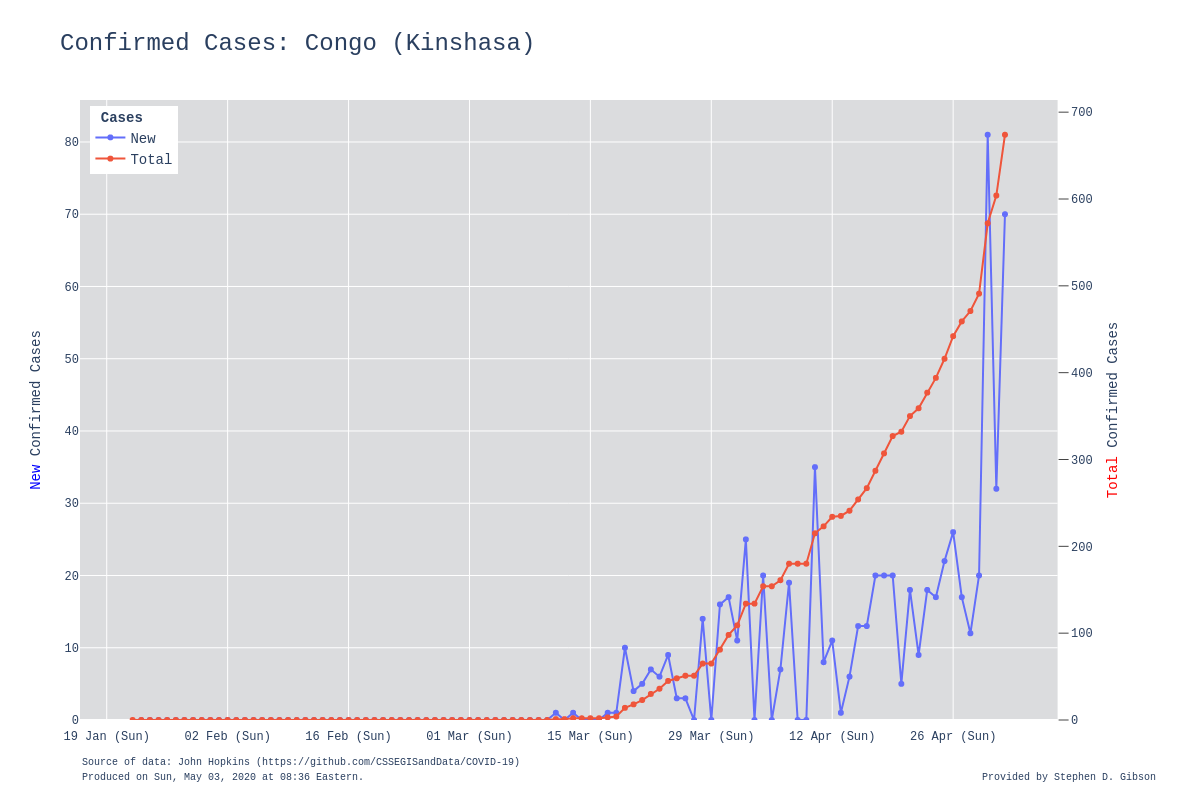 Confirmed Cases: Congo (Kinshasa)
Cases
New
Total
80
70
60
50
40
30
20
10
0
700
600
500
400
300
200
100
0
New Confirmed Cases
Total Confirmed Cases
19 Jan (Sun) 02 Feb (Sun) 16 Feb (Sun) 01 Mar (Sun) 15 Mar (Sun) 29 Mar (Sun) 12 Apr (Sun) 26 Apr (Sun)
Source of data: John Hopkins (https://github.com/CSSEGISandData/COVID-19)
Produced on Sun, May 03, 2020 at 08:36 Eastern.
Provided by Stephen D. Gibson